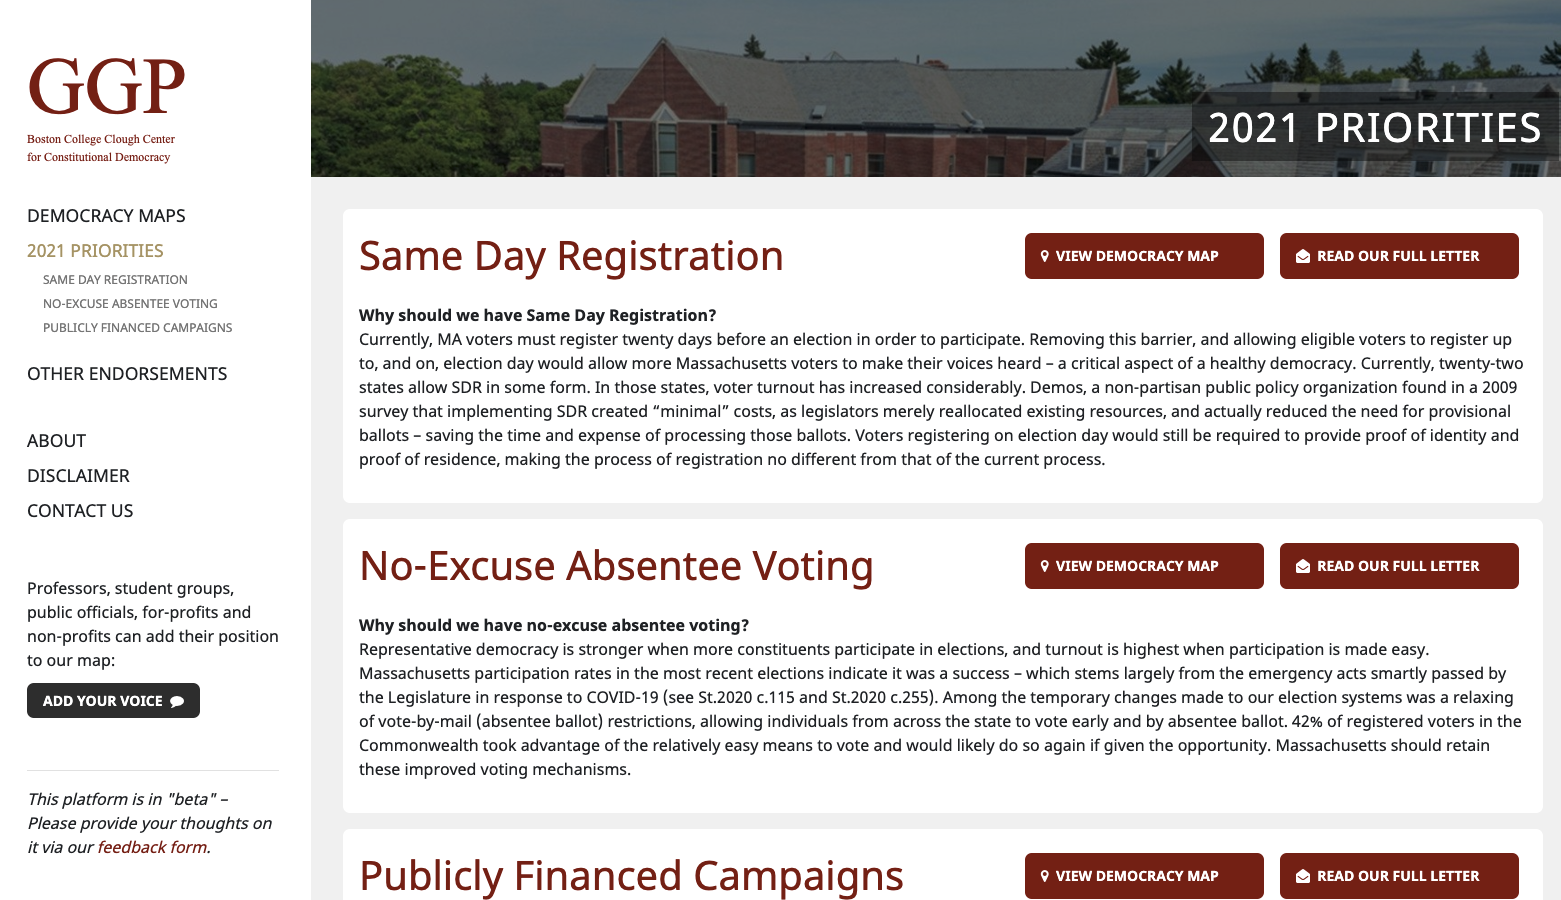 GGP
Boston College Clough Center
for Constitutional Democracy
DEMOCRACY MAPS
2021 PRIORITIES
SAME DAY REGISTRATION
NO-EXCUSE ABSENTEE VOTING
PUBLICLY FINANCED CAMPAIGNS
OTHER ENDORSEMENTS
ABOUT
DISCLAIMER
CONTACT US
Professors, student groups,
public officials, for-profits and
non-profits can add their position
to our map:
ADD YOUR VOICE
This platform is in "beta" –
Please provide your thoughts on
it via our feedback form.
2021 PRIORITIES
Same Day Registration
VIEW DEMOCRACY MAP
READ OUR FULL LETTER
Why should we have Same Day Registration?
Currently, MA voters must register twenty days before an election in order to participate. Removing this barrier, and allowing eligible voters to register up
to, and on, election day would allow more Massachusetts voters to make their voices heard – a critical aspect of a healthy democracy. Currently, twenty-two
states allow SDR in some form. In those states, voter turnout has increased considerably. Demos, a non-partisan public policy organization found in a 2009
survey that implementing SDR created “minimal” costs, as legislators merely reallocated existing resources, and actually reduced the need for provisional
ballots – saving the time and expense of processing those ballots. Voters registering on election day would still be required to provide proof of identity and
proof of residence, making the process of registration no different from that of the current process.
No-Excuse Absentee Voting
VIEW DEMOCRACY MAP
READ OUR FULL LETTER
Why should we have no-excuse absentee voting?
Representative democracy is stronger when more constituents participate in elections, and turnout is highest when participation is made easy.
Massachusetts participation rates in the most recent elections indicate it was a success – which stems largely from the emergency acts smartly passed by
the Legislature in response to COVID-19 (see St.2020 c.115 and St.2020 c.255). Among the temporary changes made to our election systems was a relaxing
of vote-by-mail (absentee ballot) restrictions, allowing individuals from across the state to vote early and by absentee ballot. 42% of registered voters in the
Commonwealth took advantage of the relatively easy means to vote and would likely do so again if given the opportunity. Massachusetts should retain
these improved voting mechanisms.
Publicly Financed Campaigns
VIEW DEMOCRACY MAP
READ OUR FULL LETTER